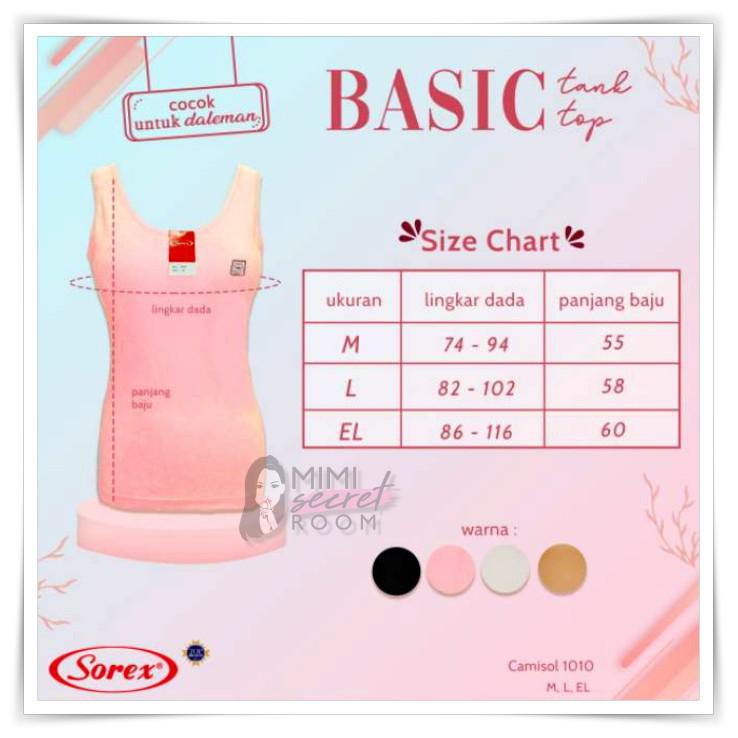 cocok
untuk daleman
BASIC tank top
Size Chart
ukuran lingkar dada panjang baju
M 74 - 94 55
L 82 - 102 58
EL 86 - 116 60
lingkar dada
panjang
baju
MIMI
secret
ROOM
warna :
Sorex®
Camisol 1010
M, L, EL